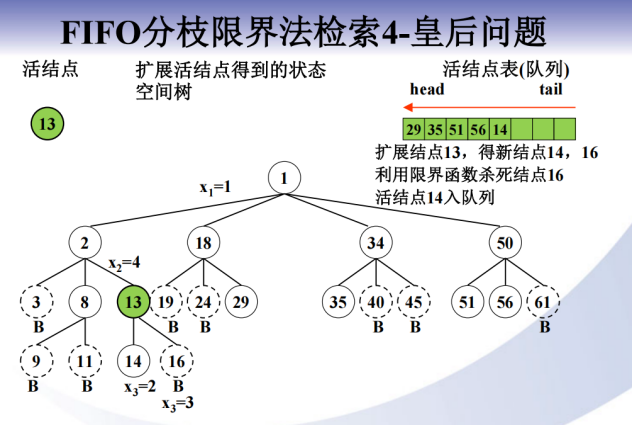 FIFO分枝限界法检索4-皇后问题
活结点
扩展活结点得到的状态
空间树
活结点表(队列)
head tail
13
29 35 51 56 14
扩展结点13，得新结点14，16
利用限界函数杀死结点16
活结点14入队列
1
x₁=1
2 18 34 50
x₂=4
3 8 13 19 24 29 35 40 45 51 56 61
B B B B B B
9 11 14 16
B B x₃=2 B
x₃=3